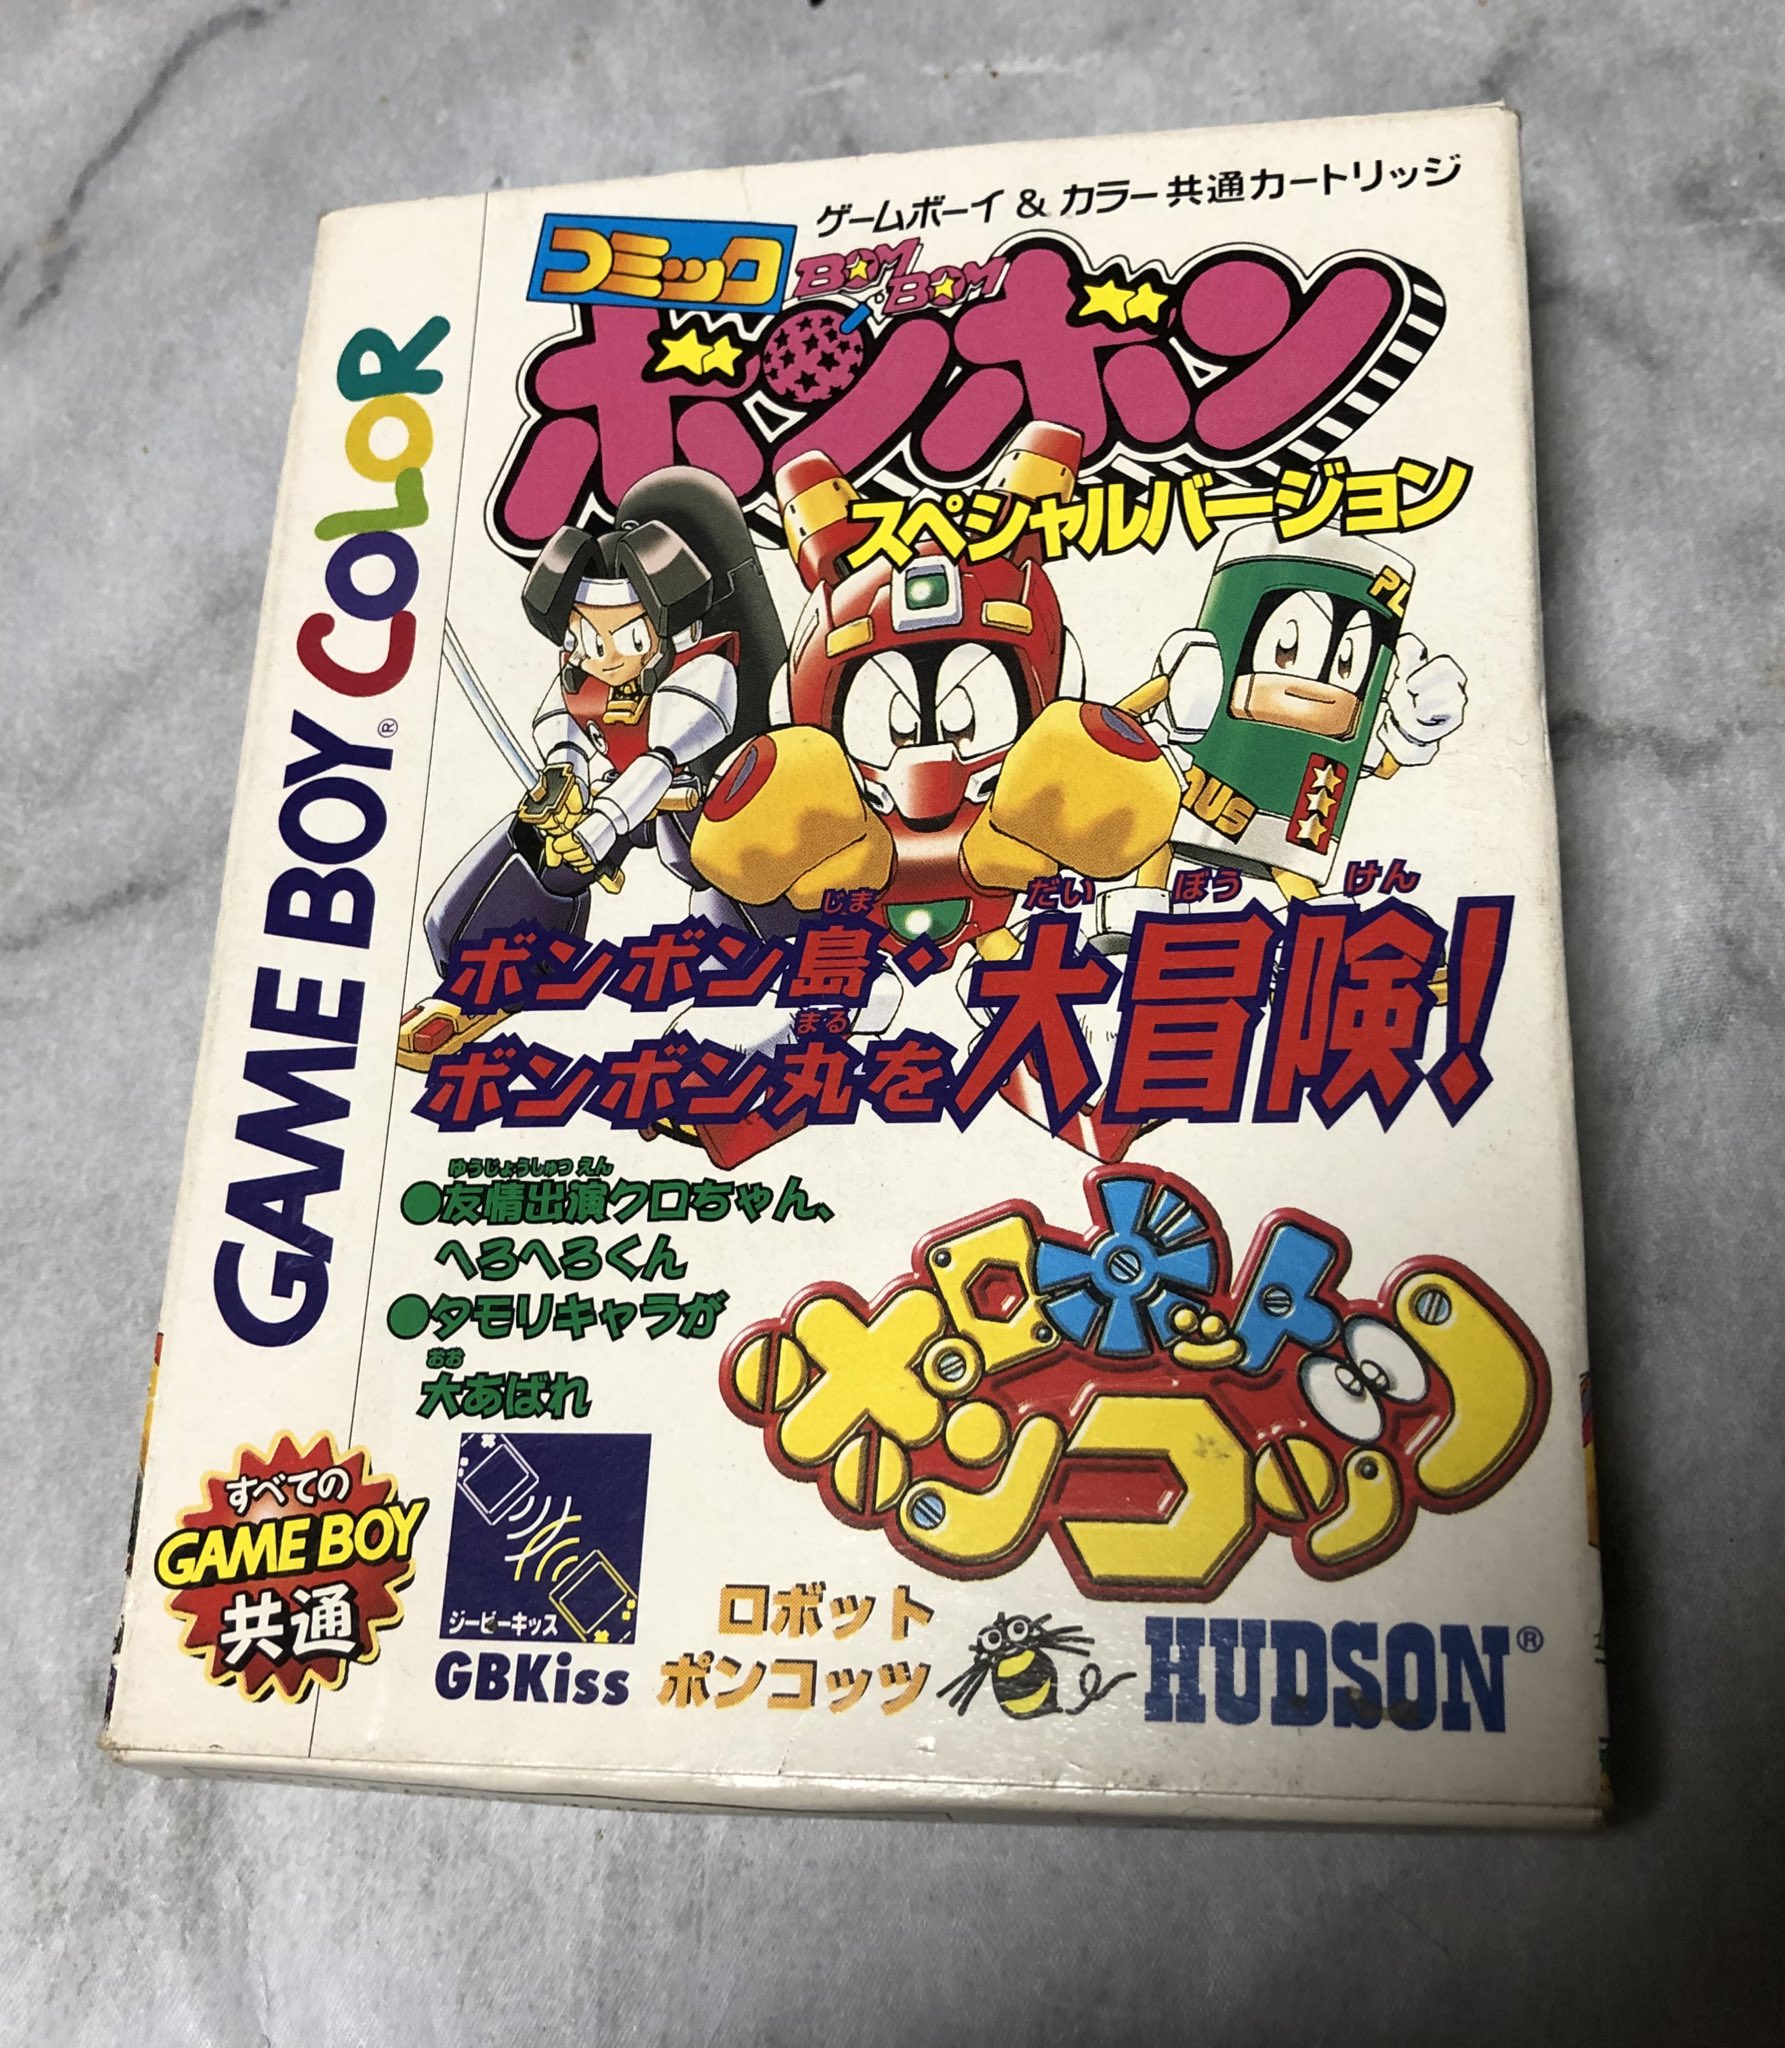 ゲームボーイ & カラー共通カートリッジ
コミック
BOM BOM
ボンボン
スペシャルバージョン
GAME BOY COLOR
®
PL
NUS
じま だい ぼう けん
ボンボン島・
まる
ボンボン丸を大冒険!
ゆうじょうしゅつえん
●友情出演クロちゃん、
へろへろくん
●タモリキャラが
おお
大あばれ
ロボット
ポンコッツ
すべての
GAME BOY
共通
ジービーキッス
GBKiss
ロボット
ポンコッツ
HUDSON®